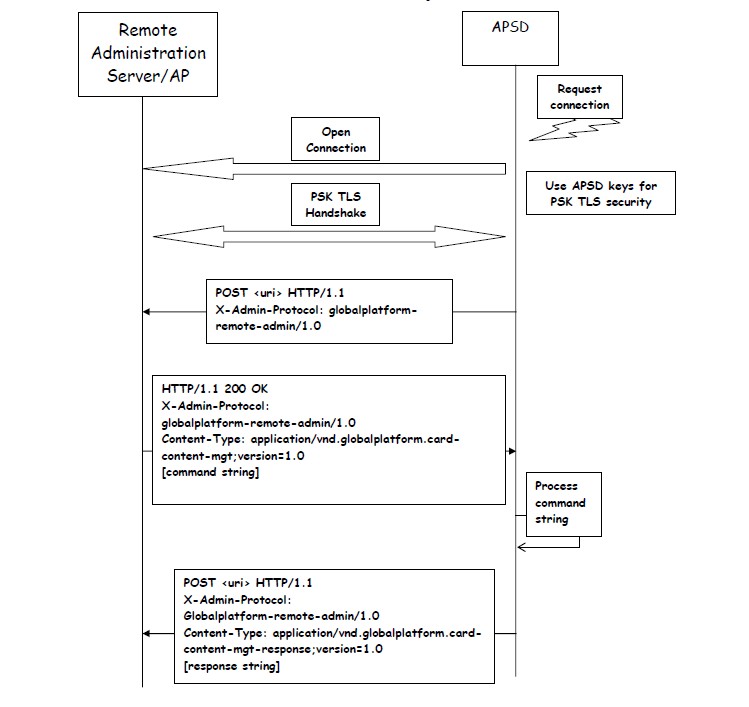 Remote
Administration
Server/AP
APSD
Request
connection
Open
Connection
Use APSD keys for
PSK TLS security
PSK TLS
Handshake
POST <uri> HTTP/1.1
X-Admin-Protocol: globalplatform-
remote-admin/1.0
HTTP/1.1 200 OK
X-Admin-Protocol:
globalplatform-remote-admin/1.0
Content-Type: application/vnd.globalplatform.card-
content-mgt;version=1.0
[command string]
Process
command
string
POST <uri> HTTP/1.1
X-Admin-Protocol:
Globalplatform-remote-admin/1.0
Content-Type: application/vnd.globalplatform.card-
content-mgt-response;version=1.0
[response string]